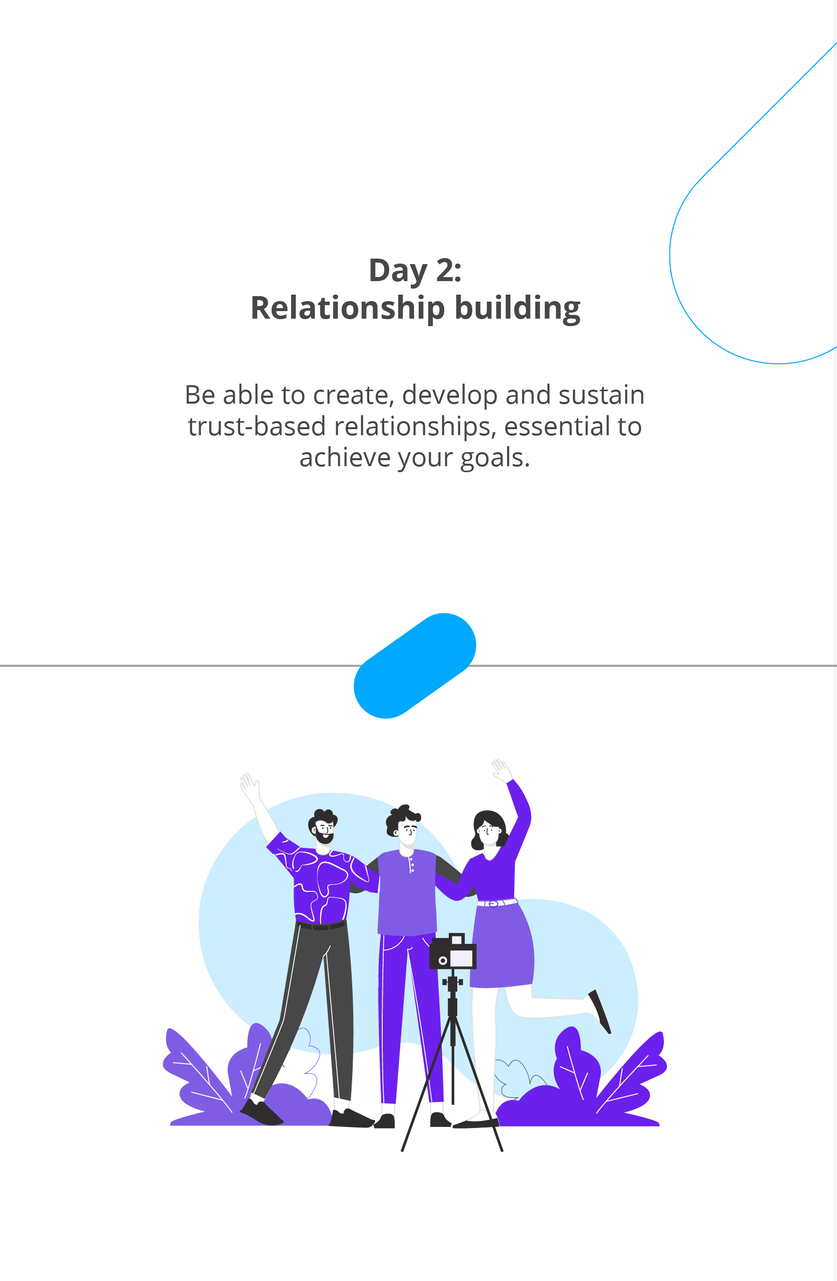 Day 2:
Relationship building
Be able to create, develop and sustain
trust-based relationships, essential to
achieve your goals.